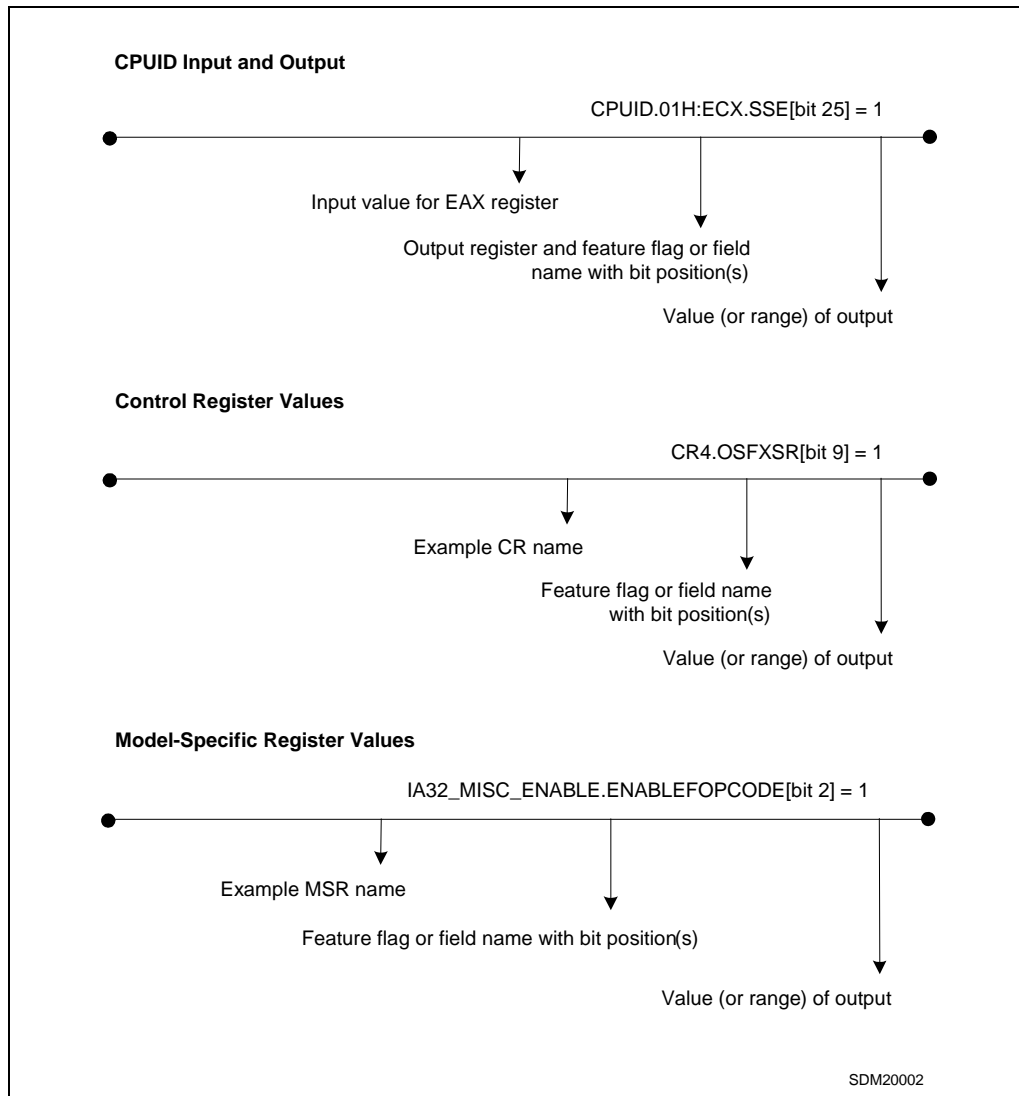 CPUID Input and Output
CPUID.01H:ECX.SSE[bit 25] = 1
Input value for EAX register
Output register and feature flag or field
name with bit position(s)
Value (or range) of output
Control Register Values
CR4.OSFXSR[bit 9] = 1
Example CR name
Feature flag or field name
with bit position(s)
Value (or range) of output
Model-Specific Register Values
IA32_MISC_ENABLE.ENABLEFOPCODE[bit 2] = 1
Example MSR name
Feature flag or field name with bit position(s)
Value (or range) of output
SDM20002